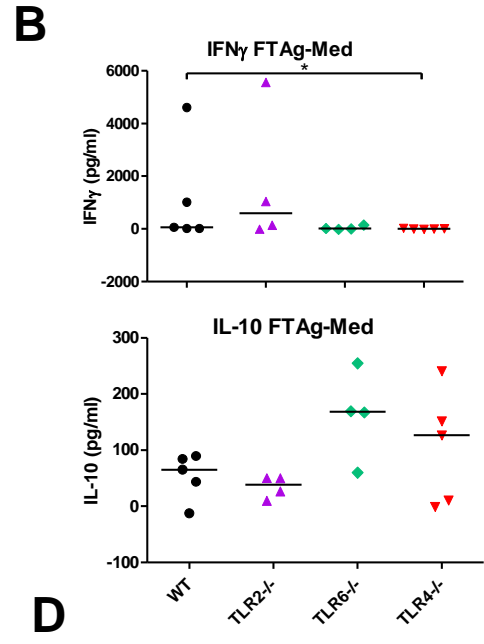 B
IFNγ FTAg-Med
*
6000
4000
2000
0
-2000
IFNγ (pg/ml)
IL-10 FTAg-Med
300
200
100
0
-100
IL-10 (pg/ml)
WT
TLR2-/-
TLR6-/-
TLR4-/-
D